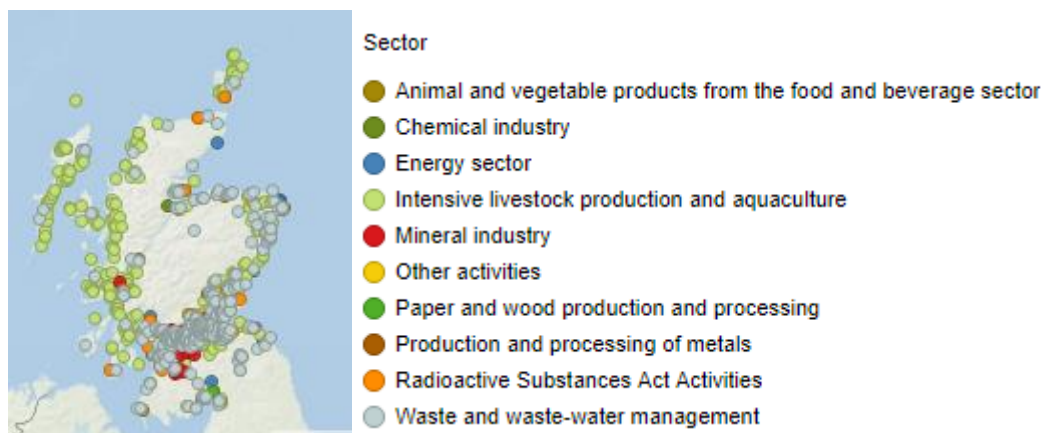 Sector
Animal and vegetable products from the food and beverage sector
Chemical industry
Energy sector
Intensive livestock production and aquaculture
Mineral industry
Other activities
Paper and wood production and processing
Production and processing of metals
Radioactive Substances Act Activities
Waste and waste-water management